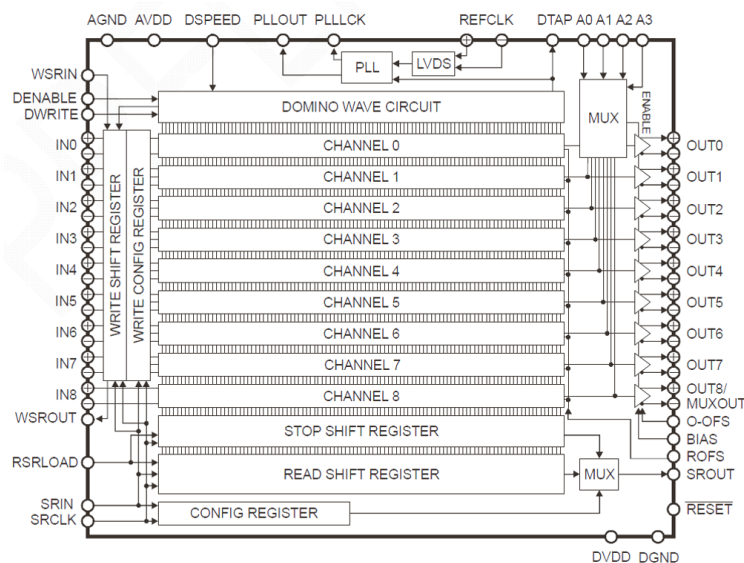 AGND AVDD DSPEED PLLOUT PLLLCK REFCLK DTAP A0 A1 A2 A3
PLL
LVDS
WSRIN
DENABLE
DWRITE
DOMINO WAVE CIRCUIT
MUX
ENABLE
IN0
CHANNEL 0
OUT0
IN1
CHANNEL 1
OUT1
IN2
CHANNEL 2
OUT2
IN3
CHANNEL 3
OUT3
IN4
CHANNEL 4
OUT4
IN5
CHANNEL 5
OUT5
IN6
CHANNEL 6
OUT6
IN7
CHANNEL 7
OUT7
IN8
CHANNEL 8
OUT8/
MUXOUT
WRITE SHIFT REGISTER
WRITE CONFIG REGISTER
WSROUT
STOP SHIFT REGISTER
O-OFS
BIAS
ROFS
RSRLOAD
READ SHIFT REGISTER
MUX
SROUT
SRIN
SRCLK
CONFIG REGISTER
RESET
DVDD DGND